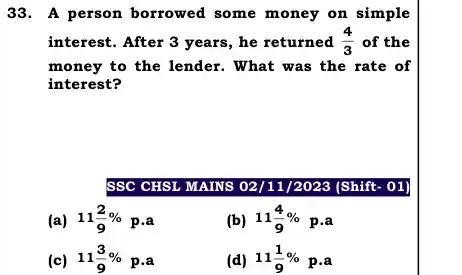 33. A person borrowed some money on simple
interest. After 3 years, he returned 4/3 of the
money to the lender. What was the rate of
interest?
SSC CHSL MAINS 02/11/2023 (Shift- 01)
(a) 11 2/9 % p.a (b) 11 4/9 % p.a
(c) 11 3/9 % p.a (d) 11 1/9 % p.a